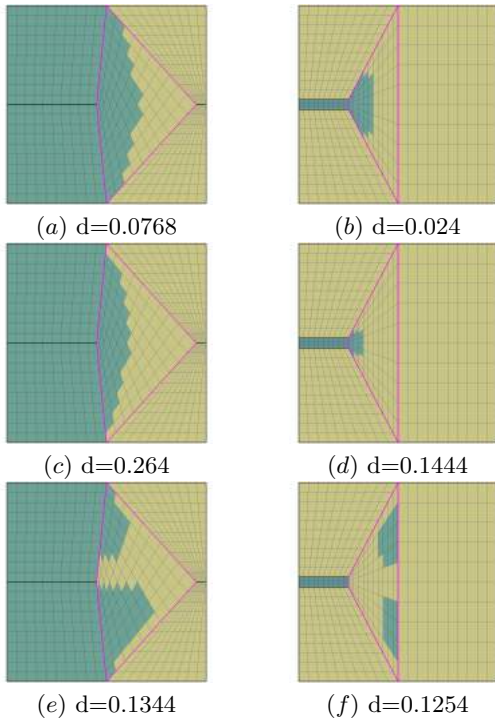 (a) d=0.0768
(b) d=0.024
(c) d=0.264
(d) d=0.1444
(e) d=0.1344
(f) d=0.1254